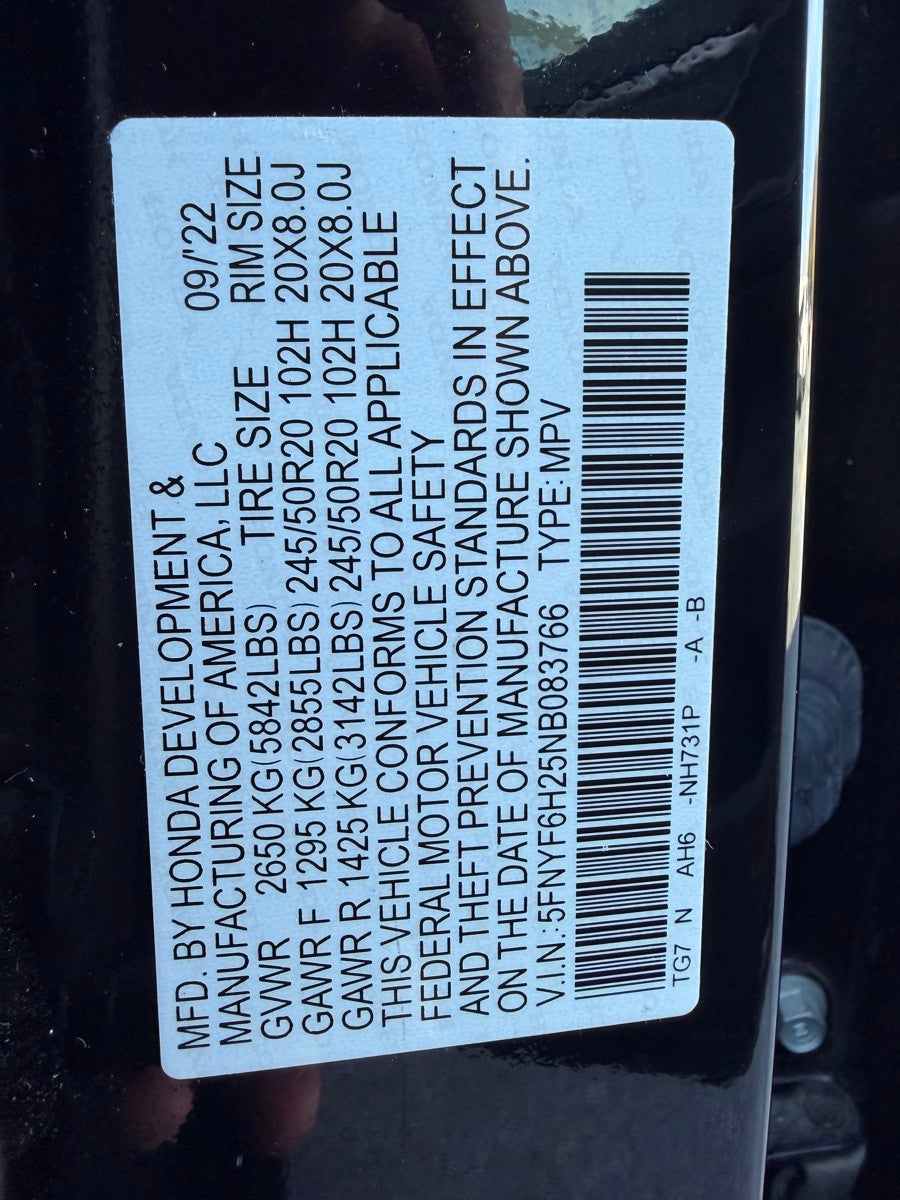 MFD. BY HONDA DEVELOPMENT &
MANUFACTURING OF AMERICA, LLC 09/'22
GVWR 2650 KG(5842LBS) TIRE SIZE RIM SIZE
GAWR F 1295 KG(2855LBS) 245/50R20 102H 20X8.0J
GAWR R 1425 KG(3142LBS) 245/50R20 102H 20X8.0J
THIS VEHICLE CONFORMS TO ALL APPLICABLE
FEDERAL MOTOR VEHICLE SAFETY
AND THEFT PREVENTION STANDARDS IN EFFECT
ON THE DATE OF MANUFACTURE SHOWN ABOVE.
V.I.N.:5FNYF6H25NB083766 TYPE:MPV
TG7 N AH6 -NH731P -A -B